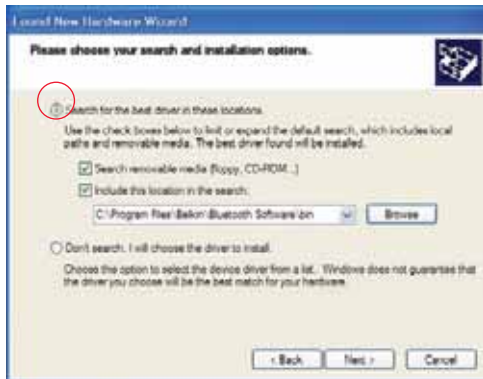 Found New Hardware Wizard
Please choose your search and installation options.
Search for the best driver in these locations.
Use the check boxes below to limit or expand the default search, which includes local
paths and removable media. The best driver found will be installed.
Search removable media (floppy, CD-ROM...)
Include this location in the search:
C:\Program Files\Belkin\Bluetooth Software\bin
Browse
Don't search. I will choose the driver to install.
Choose this option to select the device driver from a list. Windows does not guarantee that
the driver you choose will be the best match for your hardware.
< Back Next > Cancel